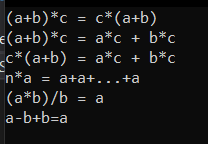 (a+b)*c = c*(a+b)
(a+b)*c = a*c + b*c
c*(a+b) = a*c + b*c
n*a = a+a+...+a
(a*b)/b = a
a-b+b=a